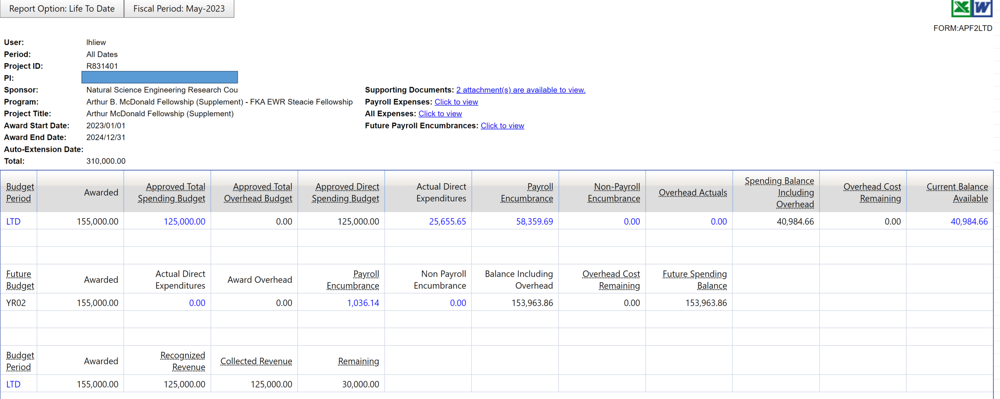 Report Option: Life To Date Fiscal Period: May-2023
X W
FORM:APF2LTD
User: lhliew
Period: All Dates
Project ID: R831401
PI:
Sponsor: Natural Science Engineering Research Cou Supporting Documents: 2 attachment(s) are available to view.
Program: Arthur B. McDonald Fellowship (Supplement) - FKA EWR Steacie Fellowship Payroll Expenses: Click to view
Project Title: Arthur McDonald Fellowship (Supplement) All Expenses: Click to view
Award Start Date: 2023/01/01 Future Payroll Encumbrances: Click to view
Award End Date: 2024/12/31
Auto-Extension Date:
Total: 310,000.00
Budget Period Awarded Approved Total Spending Budget Approved Total Overhead Budget Approved Direct Spending Budget Actual Direct Expenditures Payroll Encumbrance Non-Payroll Encumbrance Overhead Actuals Spending Balance Including Overhead Overhead Cost Remaining Current Balance Available
LTD 155,000.00 125,000.00 0.00 125,000.00 25,655.65 58,359.69 0.00 0.00 40,984.66 0.00 40,984.66
Future Budget Awarded Actual Direct Expenditures Award Overhead Payroll Encumbrance Non Payroll Encumbrance Balance Including Overhead Overhead Cost Remaining Future Spending Balance
YR02 155,000.00 0.00 0.00 1,036.14 0.00 153,963.86 0.00 153,963.86
Budget Period Awarded Recognized Revenue Collected Revenue Remaining
LTD 155,000.00 125,000.00 125,000.00 30,000.00